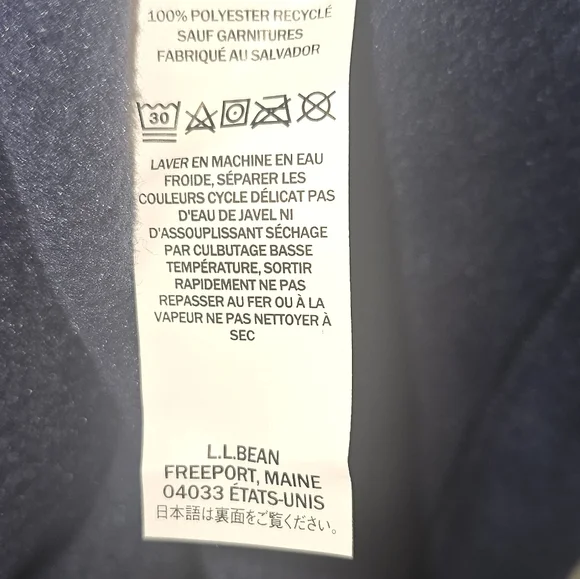 100% POLYESTER RECYCLÉ
SAUF GARNITURES
FABRIQUÉ AU SALVADOR
30
LAVER EN MACHINE EN EAU
FROIDE, SÉPARER LES
COULEURS CYCLE DÉLICAT PAS
D'EAU DE JAVEL NI
D'ASSOUPLISSANT SÉCHAGE
PAR CULBUTAGE BASSE
TEMPÉRATURE, SORTIR
RAPIDEMENT NE PAS
REPASSER AU FER OU À LA
VAPEUR NE PAS NETTOYER À
SEC
L.L.BEAN
FREEPORT, MAINE
04033 ÉTATS-UNIS
日本語は裏面をご覧ください。